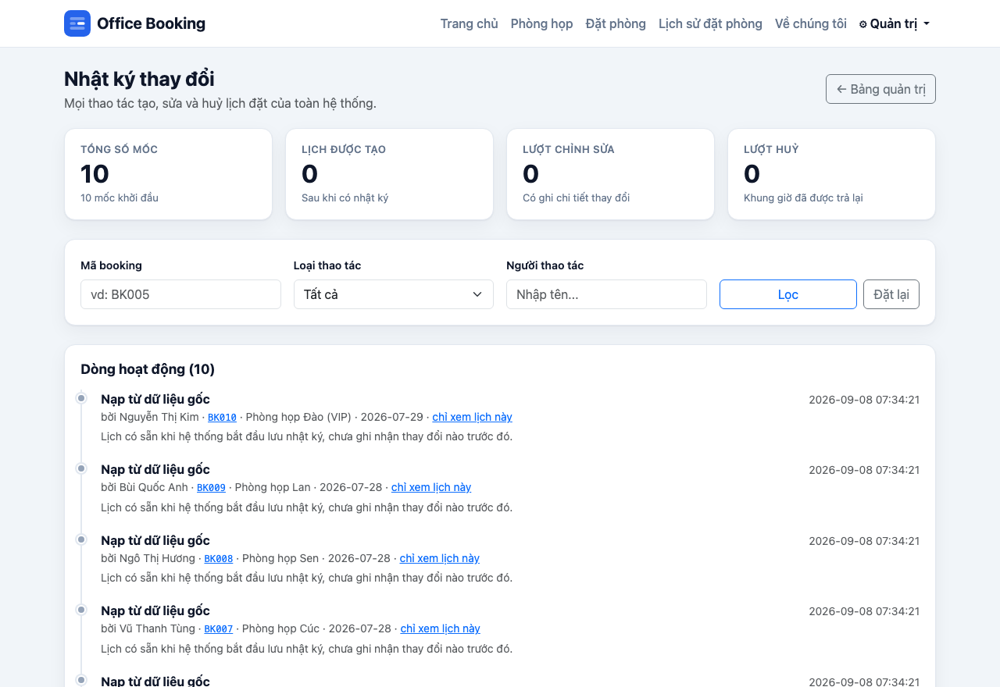 Office Booking
Trang chủ Phòng họp Đặt phòng Lịch sử đặt phòng Về chúng tôi ⚙ Quản trị
Nhật ký thay đổi
Mọi thao tác tạo, sửa và huỷ lịch đặt của toàn hệ thống.
← Bảng quản trị
TỔNG SỐ MỐC
10
10 mốc khởi đầu
LỊCH ĐƯỢC TẠO
0
Sau khi có nhật ký
LƯỢT CHỈNH SỬA
0
Có ghi chi tiết thay đổi
LƯỢT HUỶ
0
Khung giờ đã được trả lại
Mã booking
vd: BK005
Loại thao tác
Tất cả
Người thao tác
Nhập tên...
Lọc
Đặt lại
Dòng hoạt động (10)
Nạp từ dữ liệu gốc 2026-09-08 07:34:21
bởi Nguyễn Thị Kim · BK010 · Phòng họp Đào (VIP) · 2026-07-29 · chỉ xem lịch này
Lịch có sẵn khi hệ thống bắt đầu lưu nhật ký, chưa ghi nhận thay đổi nào trước đó.
Nạp từ dữ liệu gốc 2026-09-08 07:34:21
bởi Bùi Quốc Anh · BK009 · Phòng họp Lan · 2026-07-28 · chỉ xem lịch này
Lịch có sẵn khi hệ thống bắt đầu lưu nhật ký, chưa ghi nhận thay đổi nào trước đó.
Nạp từ dữ liệu gốc 2026-09-08 07:34:21
bởi Ngô Thị Hương · BK008 · Phòng họp Sen · 2026-07-28 · chỉ xem lịch này
Lịch có sẵn khi hệ thống bắt đầu lưu nhật ký, chưa ghi nhận thay đổi nào trước đó.
Nạp từ dữ liệu gốc 2026-09-08 07:34:21
bởi Vũ Thanh Tùng · BK007 · Phòng họp Cúc · 2026-07-28 · chỉ xem lịch này
Lịch có sẵn khi hệ thống bắt đầu lưu nhật ký, chưa ghi nhận thay đổi nào trước đó.
Nạp từ dữ liệu gốc 2026-09-08 07:34:21